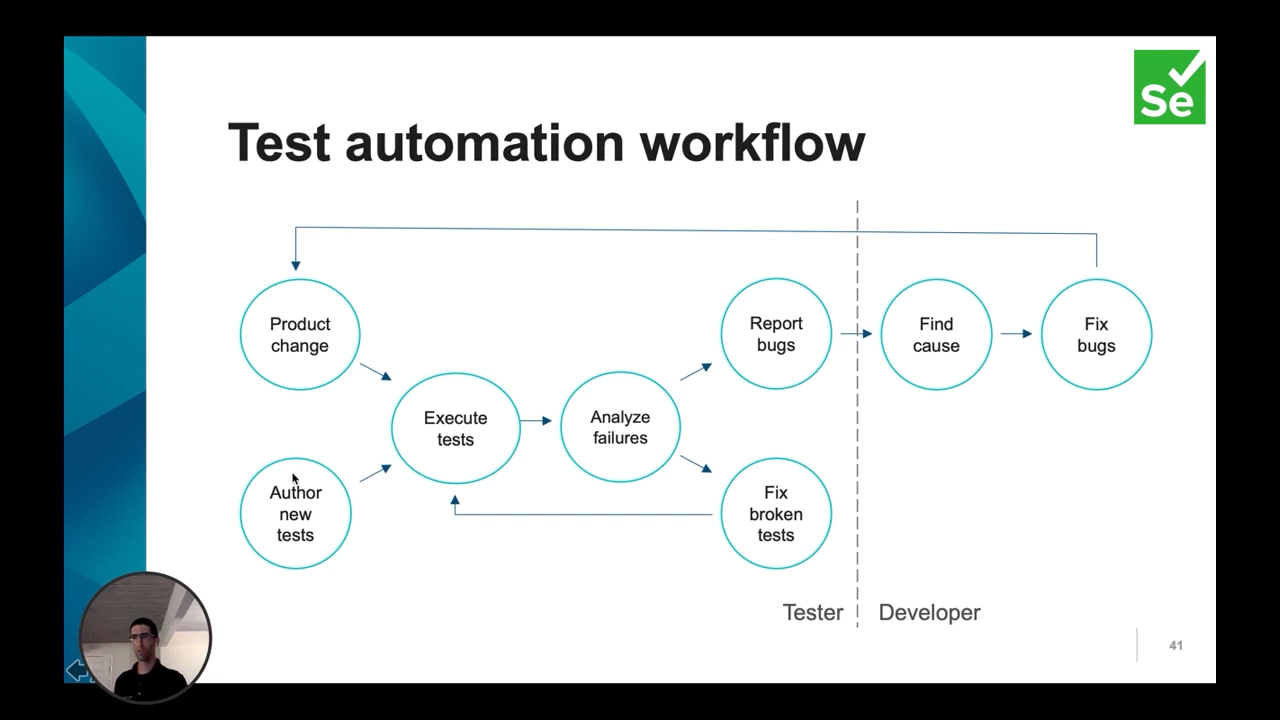 Se
Test automation workflow
Product
change
Report
bugs
Find
cause
Fix
bugs
Execute
tests
Analyze
failures
Author
new
tests
Fix
broken
tests
Tester
Developer
41